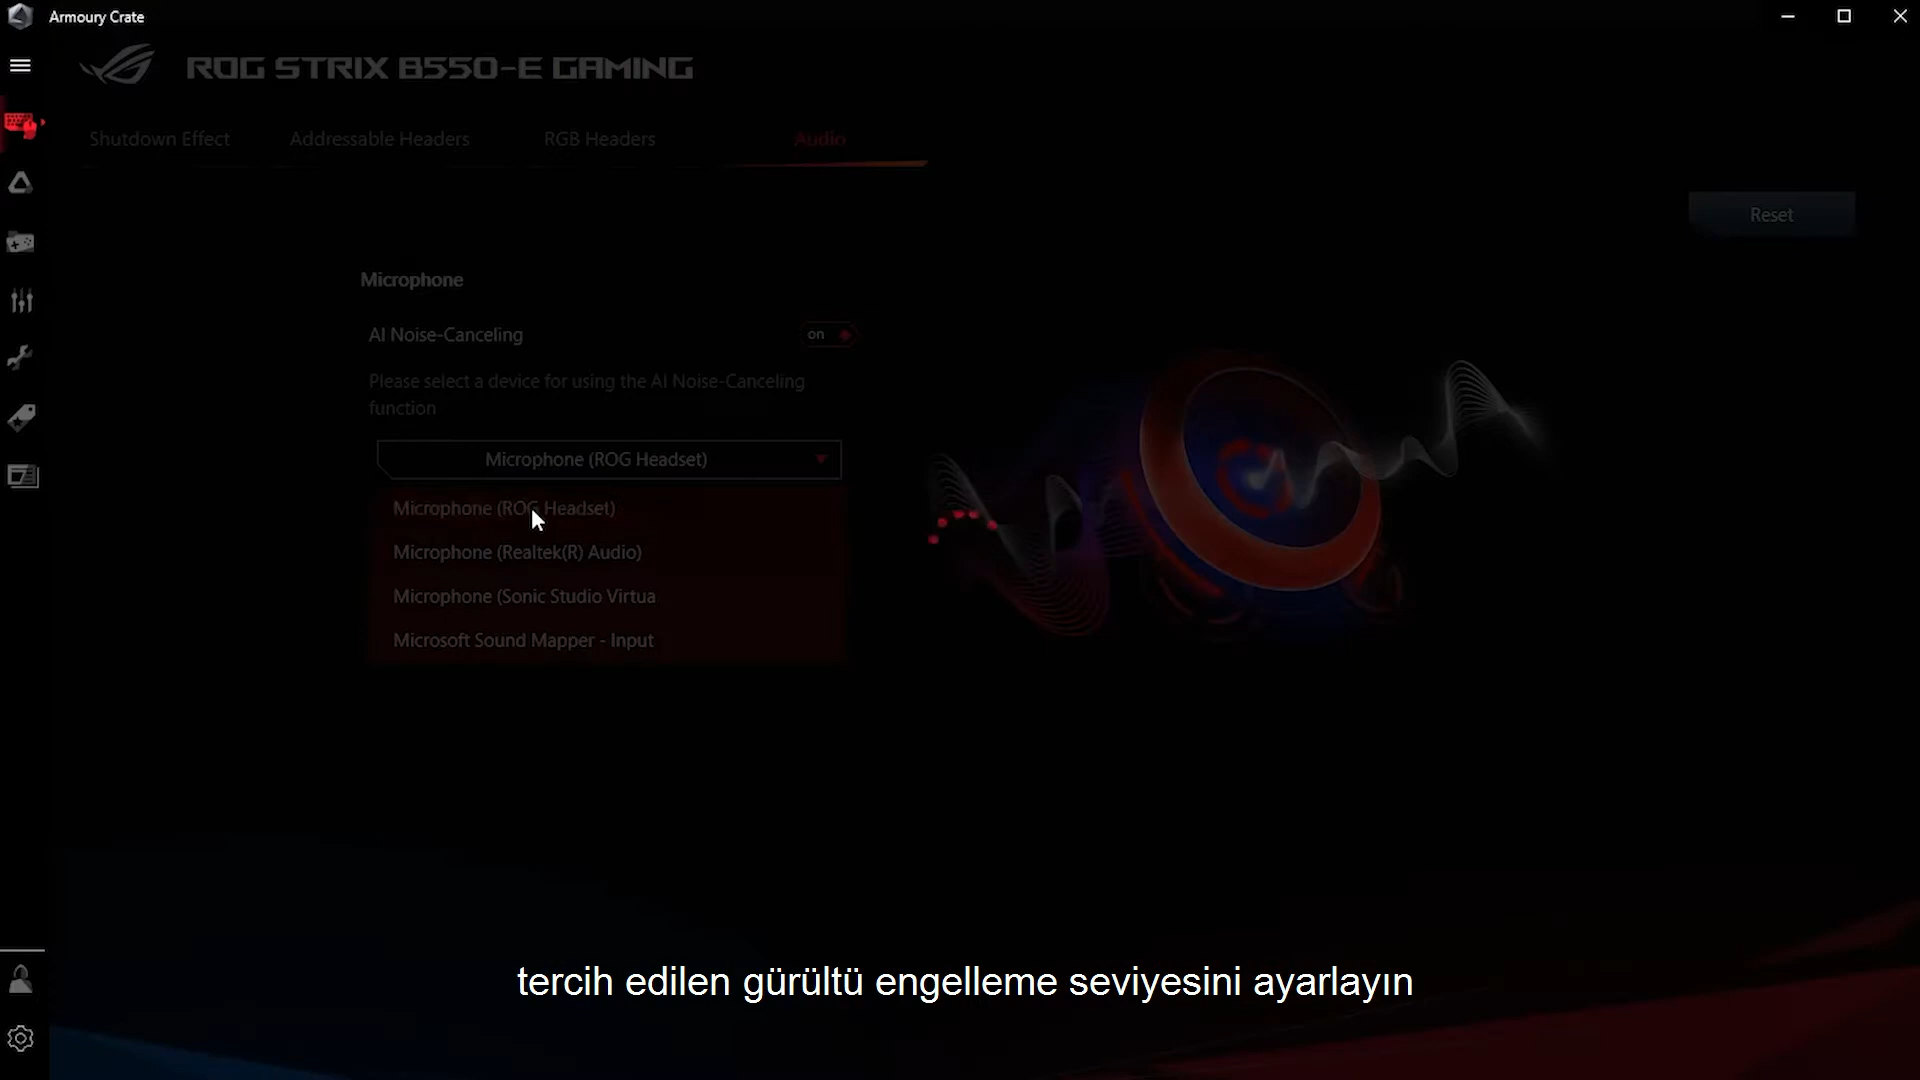 Armoury Crate
ROG STRIX B550-E GAMING
Shutdown Effect
Addressable Headers
RGB Headers
Audio
Reset
Microphone
AI Noise-Canceling
on
Please select a device for using the AI Noise-Canceling
function
Microphone (ROG Headset)
Microphone (ROG Headset)
Microphone (Realtek(R) Audio)
Microphone (Sonic Studio Virtua
Microsoft Sound Mapper - Input
tercih edilen gürültü engelleme seviyesini ayarlayın